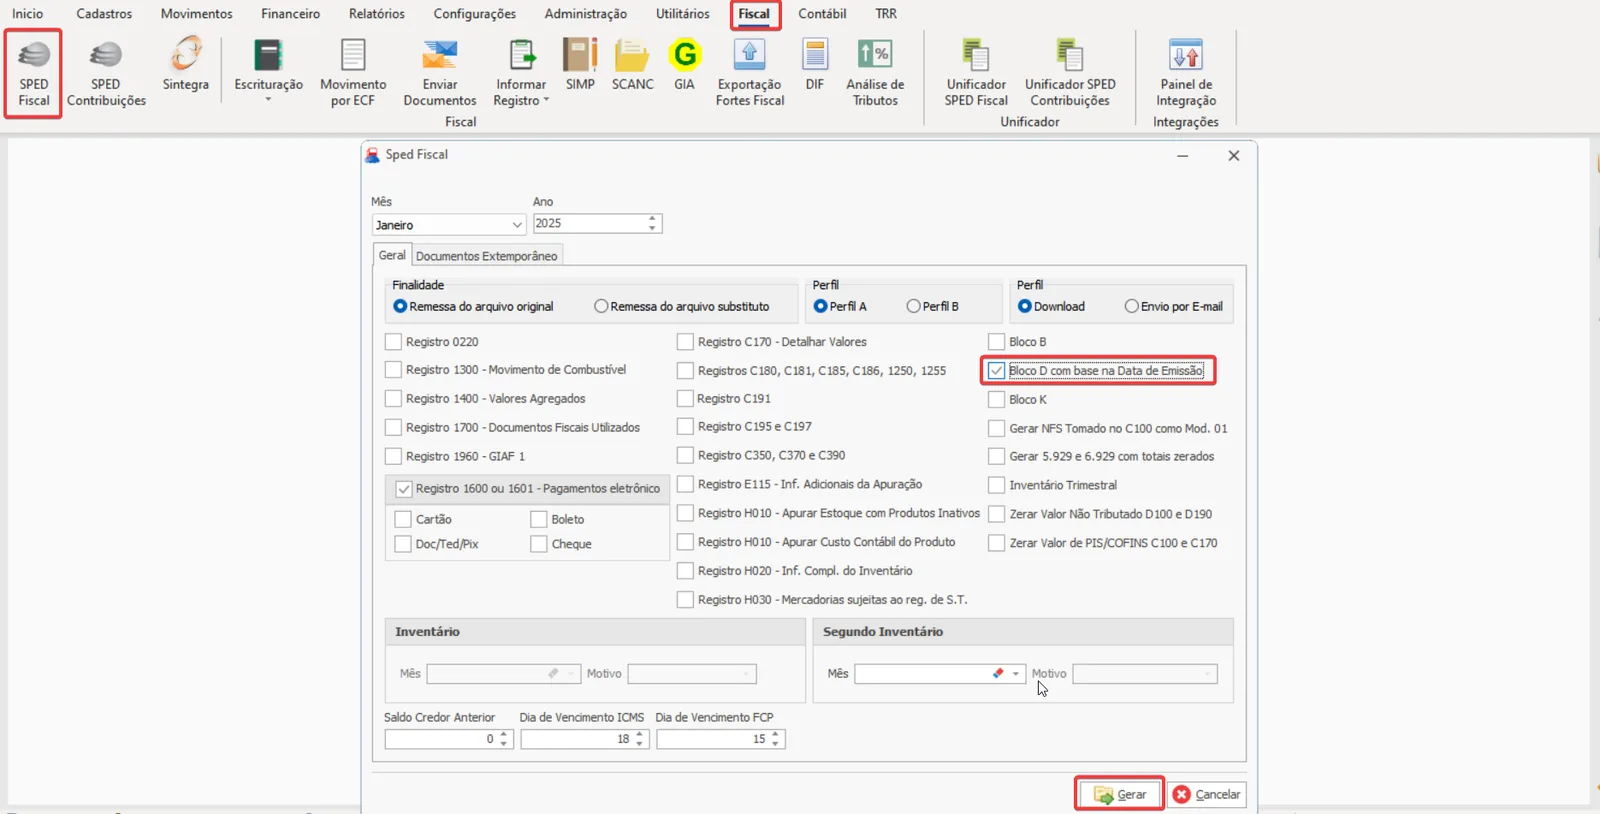 Inicio Cadastros Movimentos Financeiro Relatórios Configurações Administração Utilitários Fiscal Contábil TRR
SPED Fiscal
SPED Contribuições
Sintegra
Escrituração
Movimento por ECF
Enviar Documentos
Informar Registro
SIMP
SCANC
G
GIA
Exportação Fortes Fiscal
DIF
%
Análise de Tributos
Unificador SPED Fiscal
Unificador SPED Contribuições
Painel de Integração
Fiscal
Unificador
Integrações
Sped Fiscal
Mês
Ano
Janeiro
2025
Geral
Documentos Extemporâneo
Finalidade
Remessa do arquivo original
Remessa do arquivo substituto
Perfil
Perfil A
Perfil B
Perfil
Download
Envio por E-mail
Registro 0220
Registro 1300 - Movimento de Combustível
Registro 1400 - Valores Agregados
Registro 1700 - Documentos Fiscais Utilizados
Registro 1960 - GIAF 1
Registro 1600 ou 1601 - Pagamentos eletrônico
Cartão
Boleto
Doc/Ted/Pix
Cheque
Registro C170 - Detalhar Valores
Registros C180, C181, C185, C186, 1250, 1255
Registro C191
Registro C195 e C197
Registro C350, C370 e C390
Registro E115 - Inf. Adicionais da Apuração
Registro H010 - Apurar Estoque com Produtos Inativos
Registro H010 - Apurar Custo Contábil do Produto
Registro H020 - Inf. Compl. do Inventário
Registro H030 - Mercadorias sujeitas ao reg. de S.T.
Bloco B
Bloco D com base na Data de Emissão
Bloco K
Gerar NFS Tomado no C100 como Mod. 01
Gerar 5.929 e 6.929 com totais zerados
Inventário Trimestral
Zerar Valor Não Tributado D100 e D190
Zerar Valor de PIS/COFINS C100 e C170
Inventário
Mês
Motivo
Segundo Inventário
Mês
Motivo
Saldo Credor Anterior
Dia de Vencimento ICMS
Dia de Vencimento FCP
0
18
15
Gerar
Cancelar